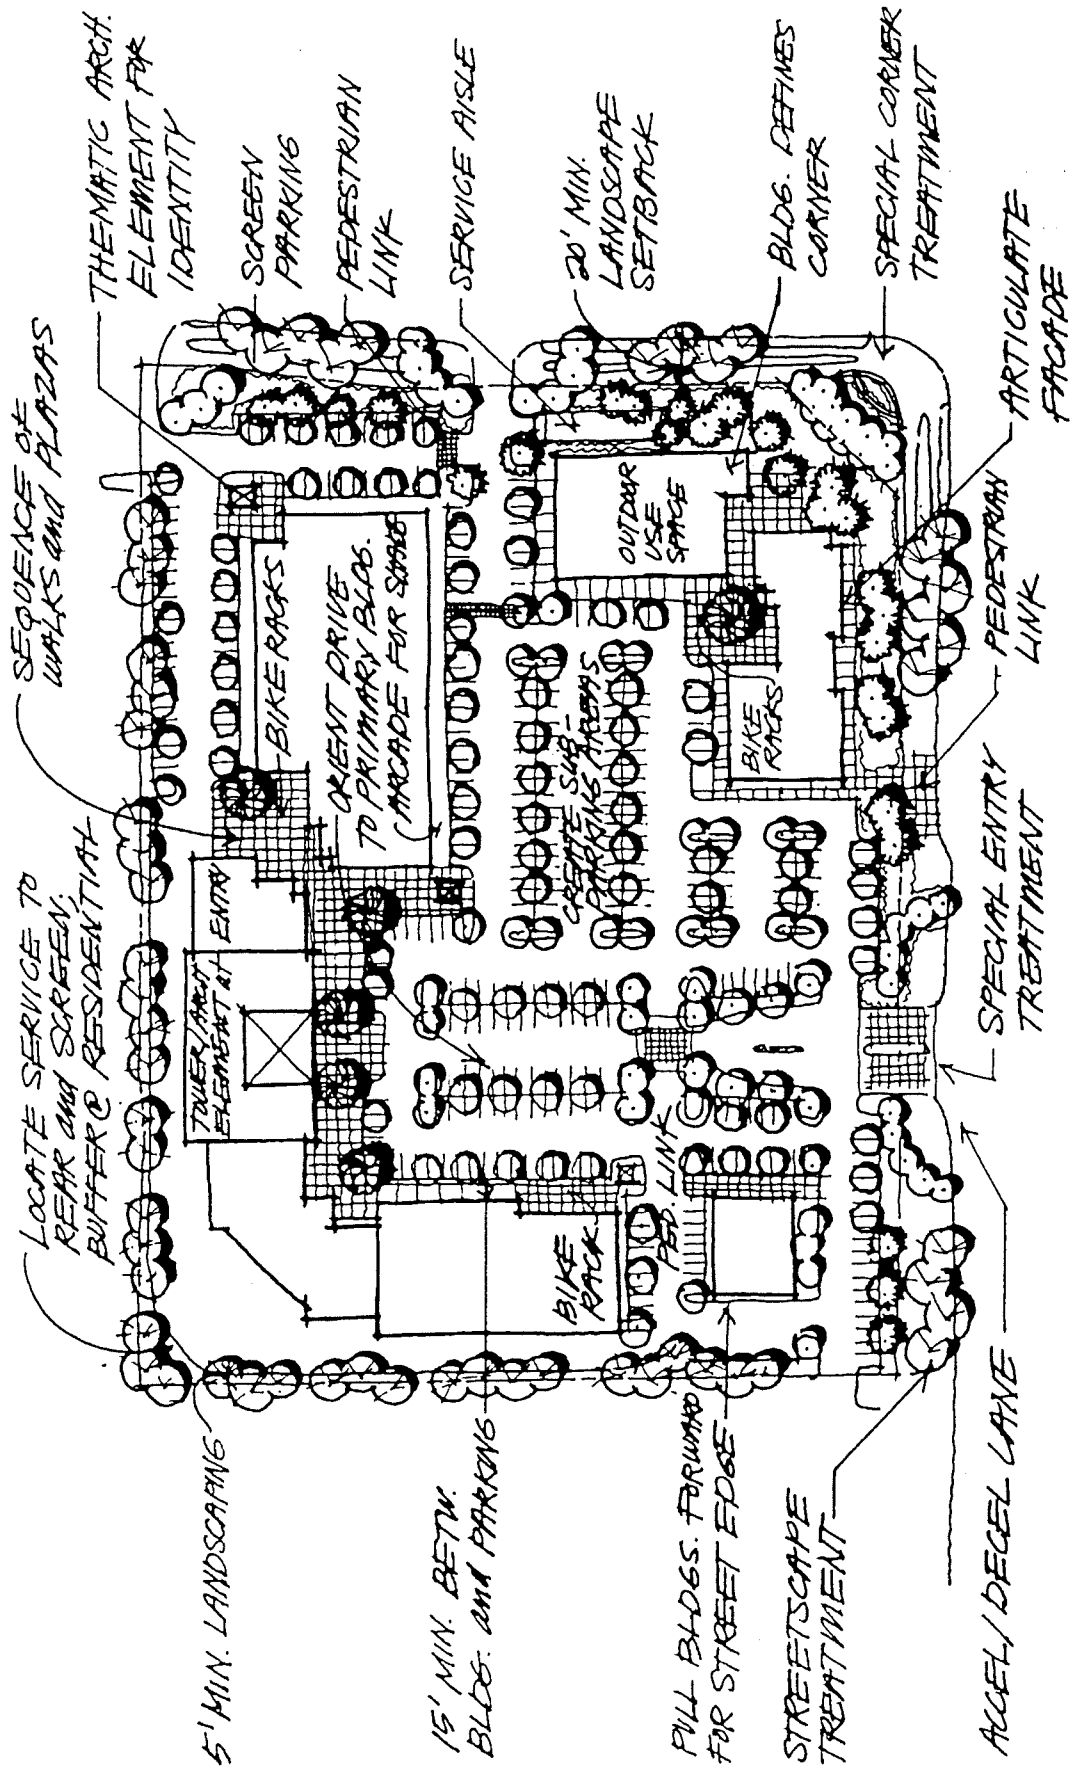 LOCATE SERVICE TO
REAR and SCREEN,
BUFFER @ RESIDENTIAL
SEQUENCE OF
WALKS and PLAZAS
THEMATIC ARCH.
ELEMENT FOR
IDENTITY
SCREEN
PARKING
PEDESTRIAN
LINK
SERVICE AISLE
20' MIN.
LANDSCAPE
SETBACK
BLDG. DEFINES
CORNER
SPECIAL CORNER
TREATMENT
ARTICULATE
FACADE
PEDESTRIAN
LINK
SPECIAL ENTRY
TREATMENT
ACCEL/DECEL LANE
STREETSCAPE
TREATMENT
PULL BLDGS. FORWARD
FOR STREET EDGE
15' MIN. BETW.
BLDG. and PARKING
5' MIN. LANDSCAPING
TOWER/ARCH.
ELEMENT AT ENTRY
BIKE RACKS
ORIENT DRIVE
TO PRIMARY BLDG.
ARCADE FOR SHADE
OUTDOOR
USE
SPACE
CREATE SUB-
PARKING AREAS
BIKE
RACKS
BIKE
RACK
PED. LINK